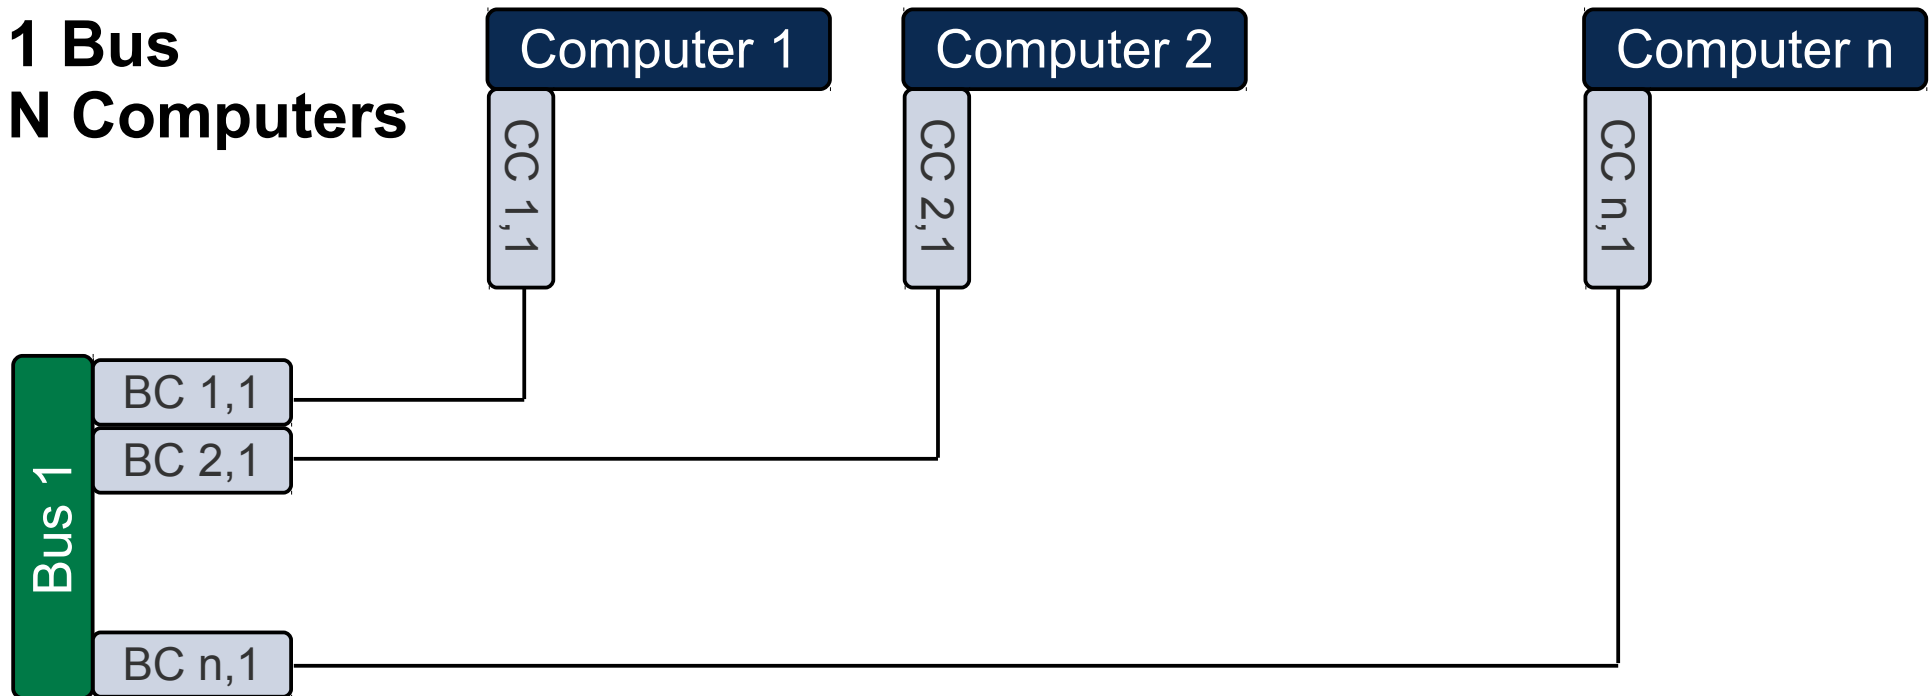 1 Bus
N Computers
Computer 1
Computer 2
Computer n
CC 1,1
CC 2,1
CC n,1
Bus 1
BC 1,1
BC 2,1
BC n,1